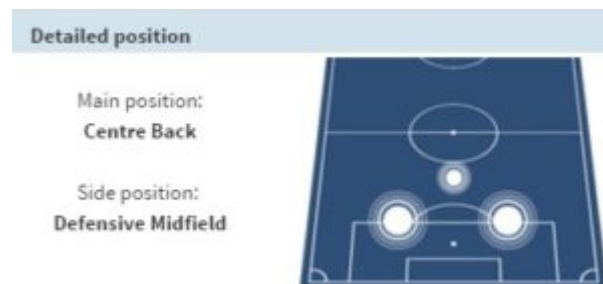 Detailed position
Main position:
Centre Back
Side position:
Defensive Midfield